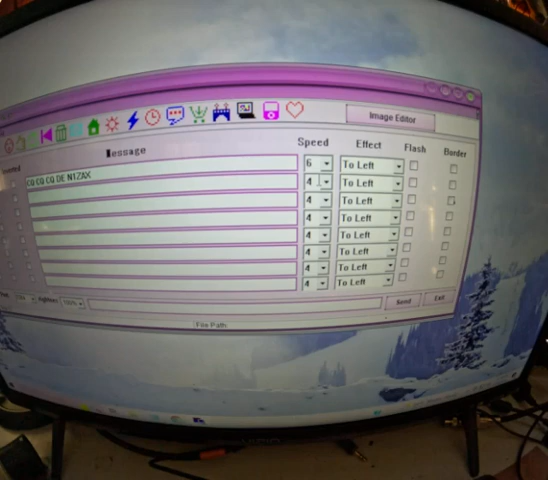 Image Editor
Message Speed Effect Flash Border
CQ CQ CQ DE N1ZAX 6 To Left
4 To Left
4 To Left
4 To Left
4 To Left
4 To Left
4 To Left
4 To Left
Send Exit
File Path: